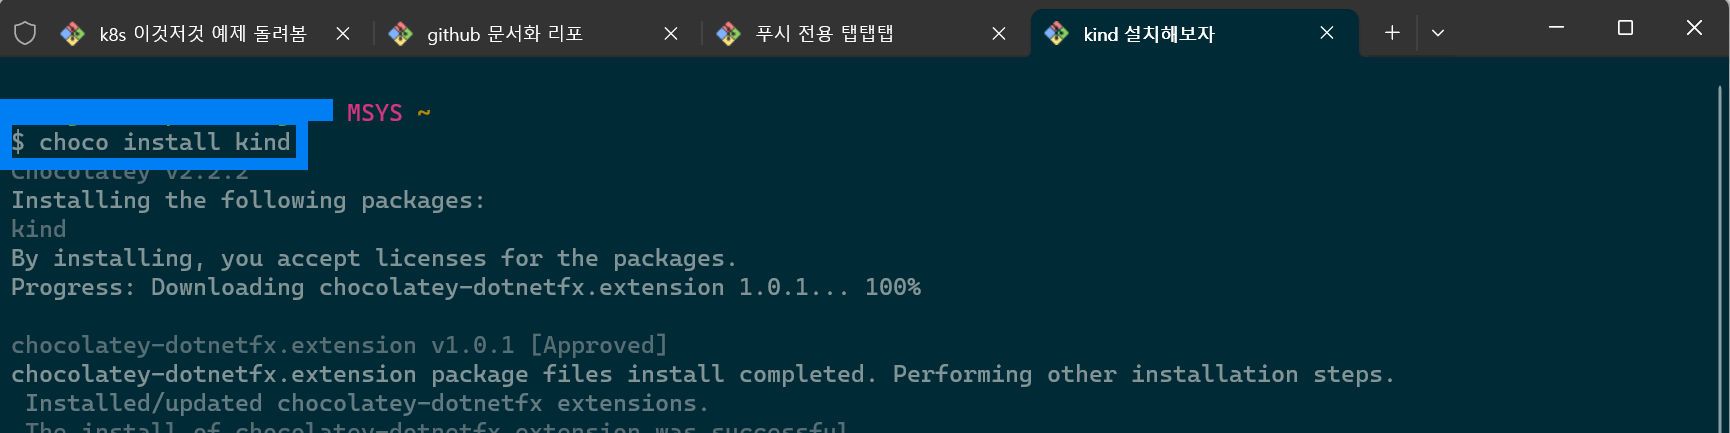 k8s 이것저것 예제 돌려봄
github 문서화 리포
푸시 전용 탭탭탭
kind 설치해보자
MSYS ~
$ choco install kind
Chocolatey v2.2.2
Installing the following packages:
kind
By installing, you accept licenses for the packages.
Progress: Downloading chocolatey-dotnetfx.extension 1.0.1... 100%
chocolatey-dotnetfx.extension v1.0.1 [Approved]
chocolatey-dotnetfx.extension package files install completed. Performing other installation steps.
Installed/updated chocolatey-dotnetfx extensions.
The install of chocolatey-dotnetfx.extension was successful